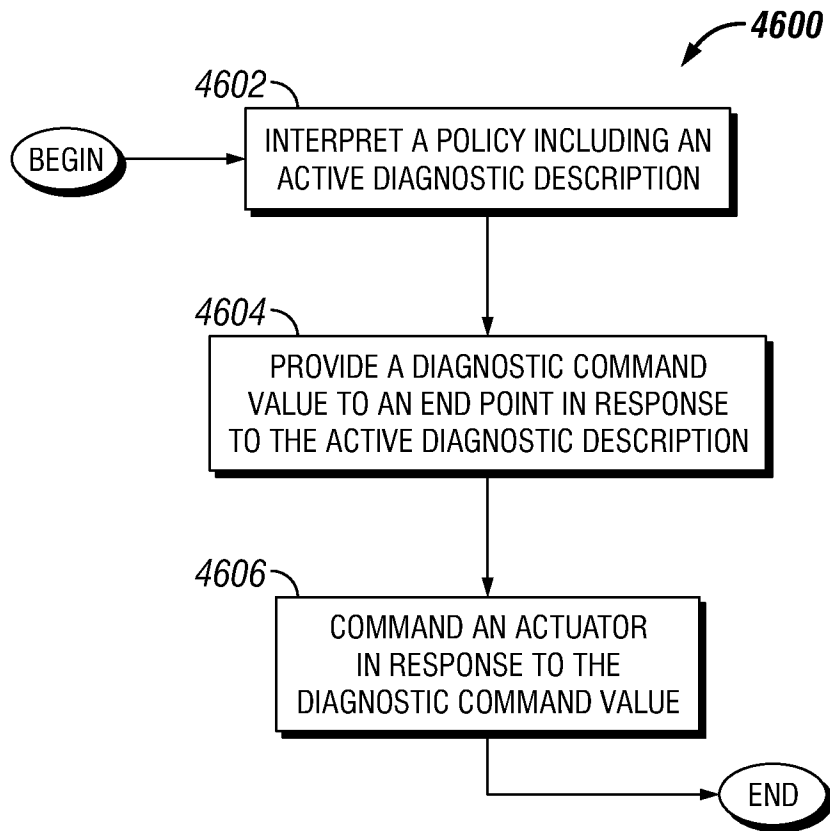 4600
4602
BEGIN
INTERPRET A POLICY INCLUDING AN
ACTIVE DIAGNOSTIC DESCRIPTION
4604
PROVIDE A DIAGNOSTIC COMMAND
VALUE TO AN END POINT IN RESPONSE
TO THE ACTIVE DIAGNOSTIC DESCRIPTION
4606
COMMAND AN ACTUATOR
IN RESPONSE TO THE
DIAGNOSTIC COMMAND VALUE
END